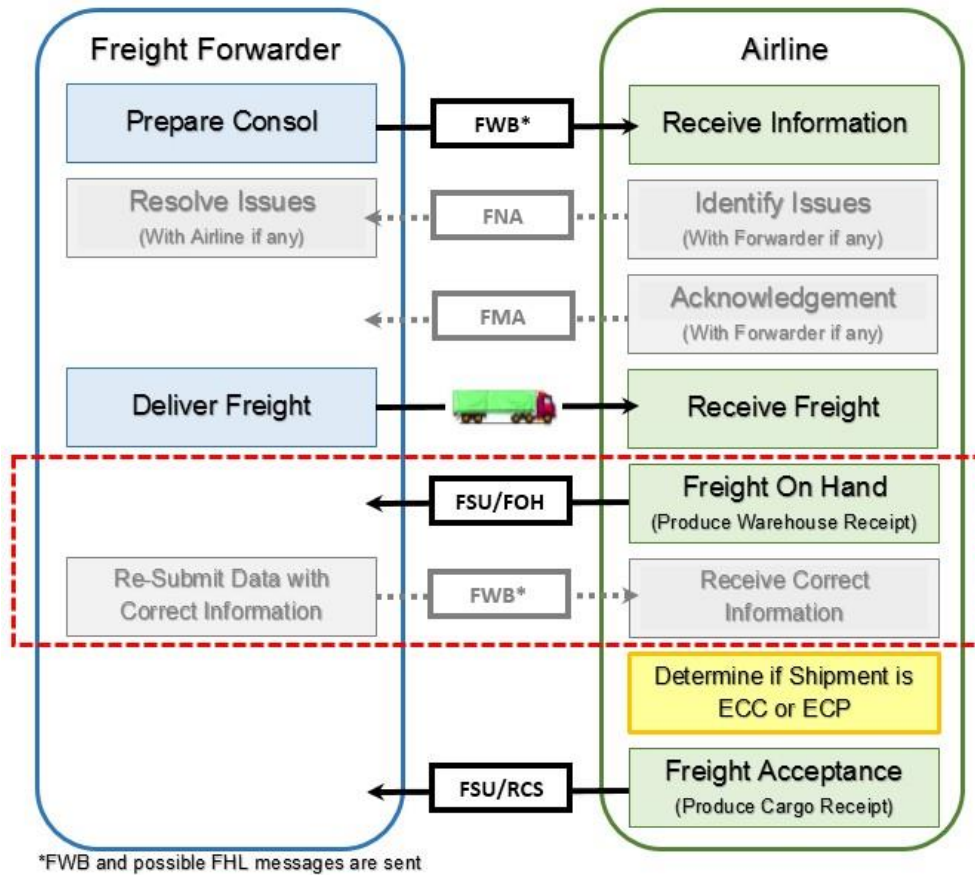 Freight Forwarder
Airline
Prepare Consol
FWB*
Receive Information
Resolve Issues
(With Airline if any)
FNA
Identify Issues
(With Forwarder if any)
FMA
Acknowledgement
(With Forwarder if any)
Deliver Freight
Receive Freight
FSU/FOH
Freight On Hand
(Produce Warehouse Receipt)
Re-Submit Data with
Correct Information
FWB*
Receive Correct
Information
Determine if Shipment is
ECC or ECP
FSU/RCS
Freight Acceptance
(Produce Cargo Receipt)
*FWB and possible FHL messages are sent